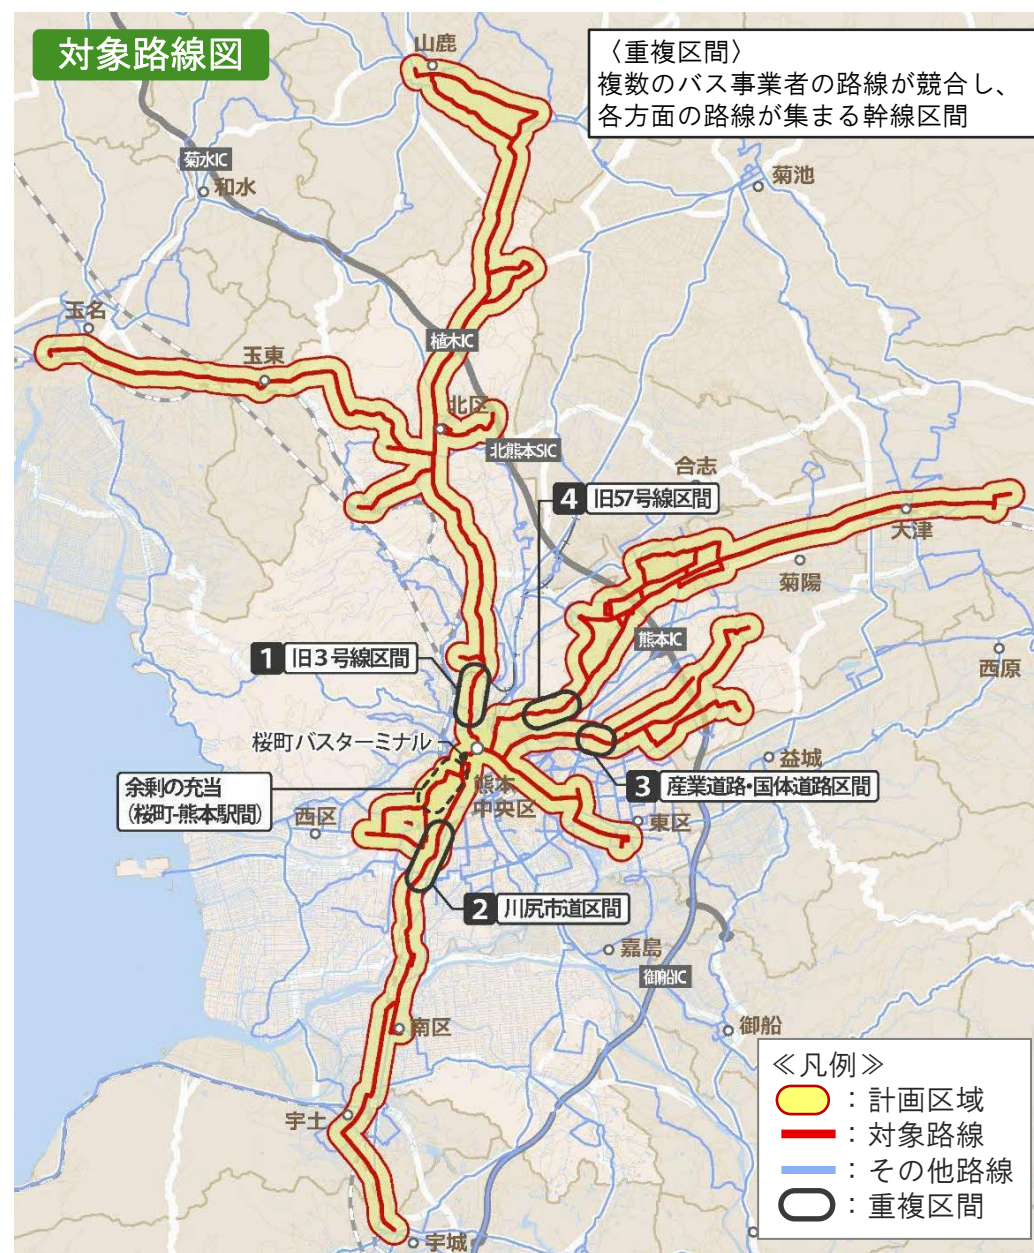 対象路線図
〈重複区間〉
複数のバス事業者の路線が競合し、
各方面の路線が集まる幹線区間
山鹿
菊水IC
和水
菊池
玉名
植木IC
玉東
北区
北熊本SIC
合志
4 旧57号線区間
大津
菊陽
熊本IC
1 旧3号線区間
西原
桜町バスターミナル
益城
余剰の充当
(桜町-熊本駅間)
熊本
中央区
3 産業道路・国体道路区間
西区
東区
2 川尻市道区間
嘉島
御船IC
南区
御船
宇土
宇城
≪凡例≫
：計画区域
：対象路線
：その他路線
：重複区間